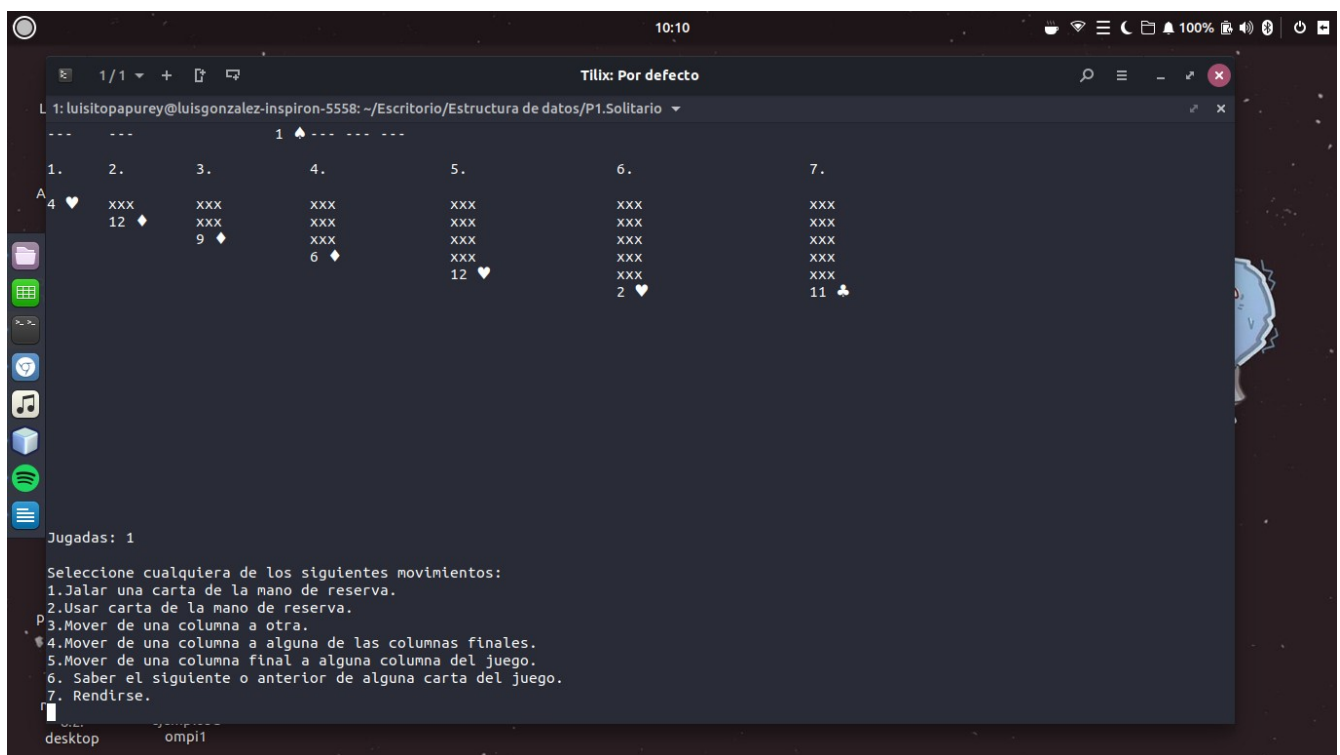 10:10
100%
1/1
Tilix: Por defecto
1: luisitopapurey@luisgonzalez-inspiron-5558: ~/Escritorio/Estructura de datos/P1.Solitario
--- --- 1 ♠ --- --- ---
1. 2. 3. 4. 5. 6. 7.
4 ♥ xxx xxx xxx xxx xxx xxx
12 ♦ xxx xxx xxx xxx xxx
9 ♦ xxx xxx xxx xxx
6 ♦ xxx xxx xxx
12 ♥ xxx xxx
2 ♥ 11 ♣
Jugadas: 1
Seleccione cualquiera de los siguientes movimientos:
1.Jalar una carta de la mano de reserva.
2.Usar carta de la mano de reserva.
3.Mover de una columna a otra.
4.Mover de una columna a alguna de las columnas finales.
5.Mover de una columna final a alguna columna del juego.
6. Saber el siguiente o anterior de alguna carta del juego.
7. Rendirse.
desktop
ompi1